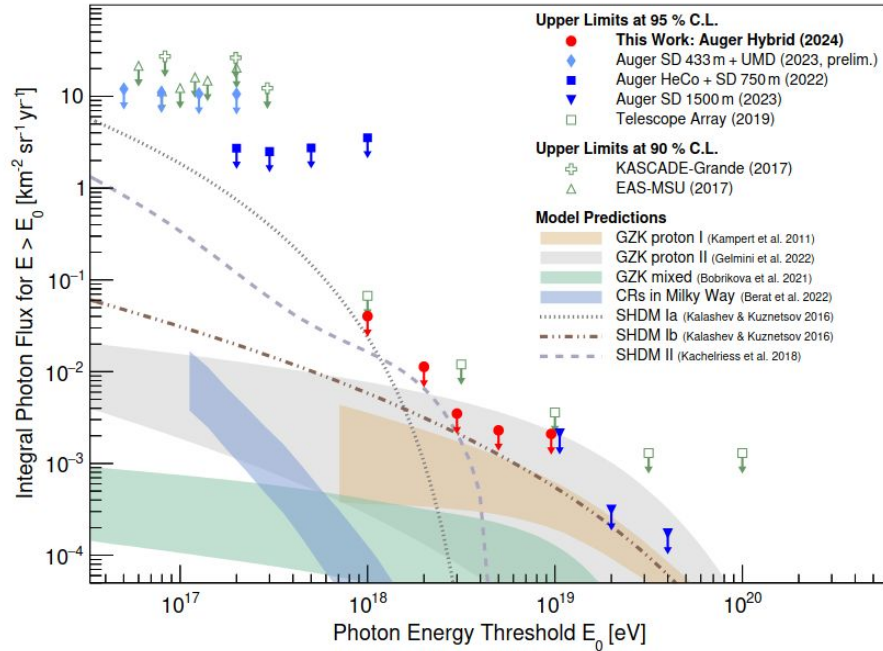 Upper Limits at 95 % C.L.
This Work: Auger Hybrid (2024)
Auger SD 433 m + UMD (2023, prelim.)
Auger HeCo + SD 750 m (2022)
Auger SD 1500 m (2023)
Telescope Array (2019)
Upper Limits at 90 % C.L.
KASCADE-Grande (2017)
EAS-MSU (2017)
Model Predictions
GZK proton I (Kampert et al. 2011)
GZK proton II (Gelmini et al. 2022)
GZK mixed (Bobrikova et al. 2021)
CRs in Milky Way (Berat et al. 2022)
SHDM Ia (Kalashev & Kuznetsov 2016)
SHDM Ib (Kalashev & Kuznetsov 2016)
SHDM II (Kachelriess et al. 2018)
Integral Photon Flux for E > E₀ [km⁻² sr⁻¹ yr⁻¹]
10
1
10⁻¹
10⁻²
10⁻³
10⁻⁴
10¹⁷ 10¹⁸ 10¹⁹ 10²⁰
Photon Energy Threshold E₀ [eV]